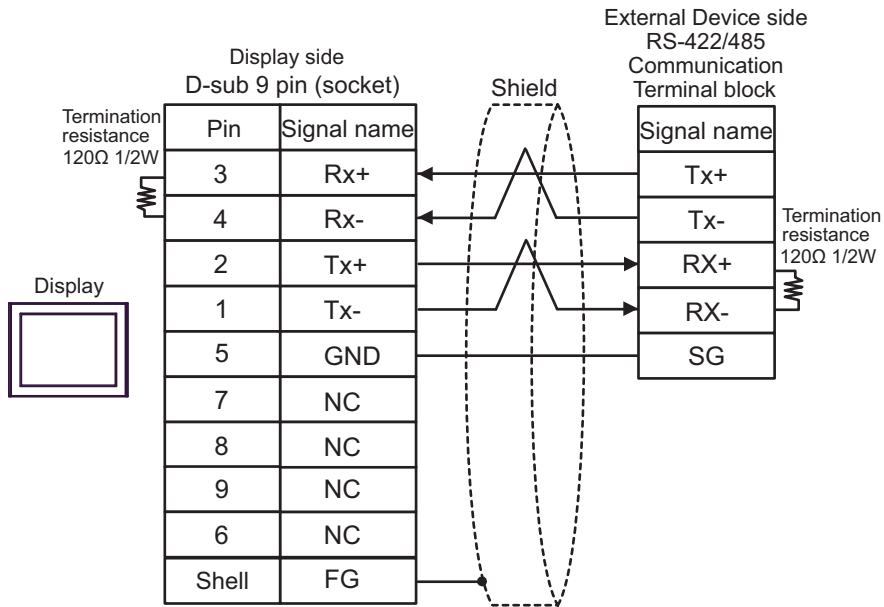 External Device side
RS-422/485
Communication
Terminal block
Display side
D-sub 9 pin (socket)
Shield
Termination
resistance
120Ω 1/2W
Pin Signal name
3 Rx+
4 Rx-
2 Tx+
1 Tx-
5 GND
7 NC
8 NC
9 NC
6 NC
Shell FG
Signal name
Tx+
Tx-
RX+
RX-
SG
Termination
resistance
120Ω 1/2W
Display